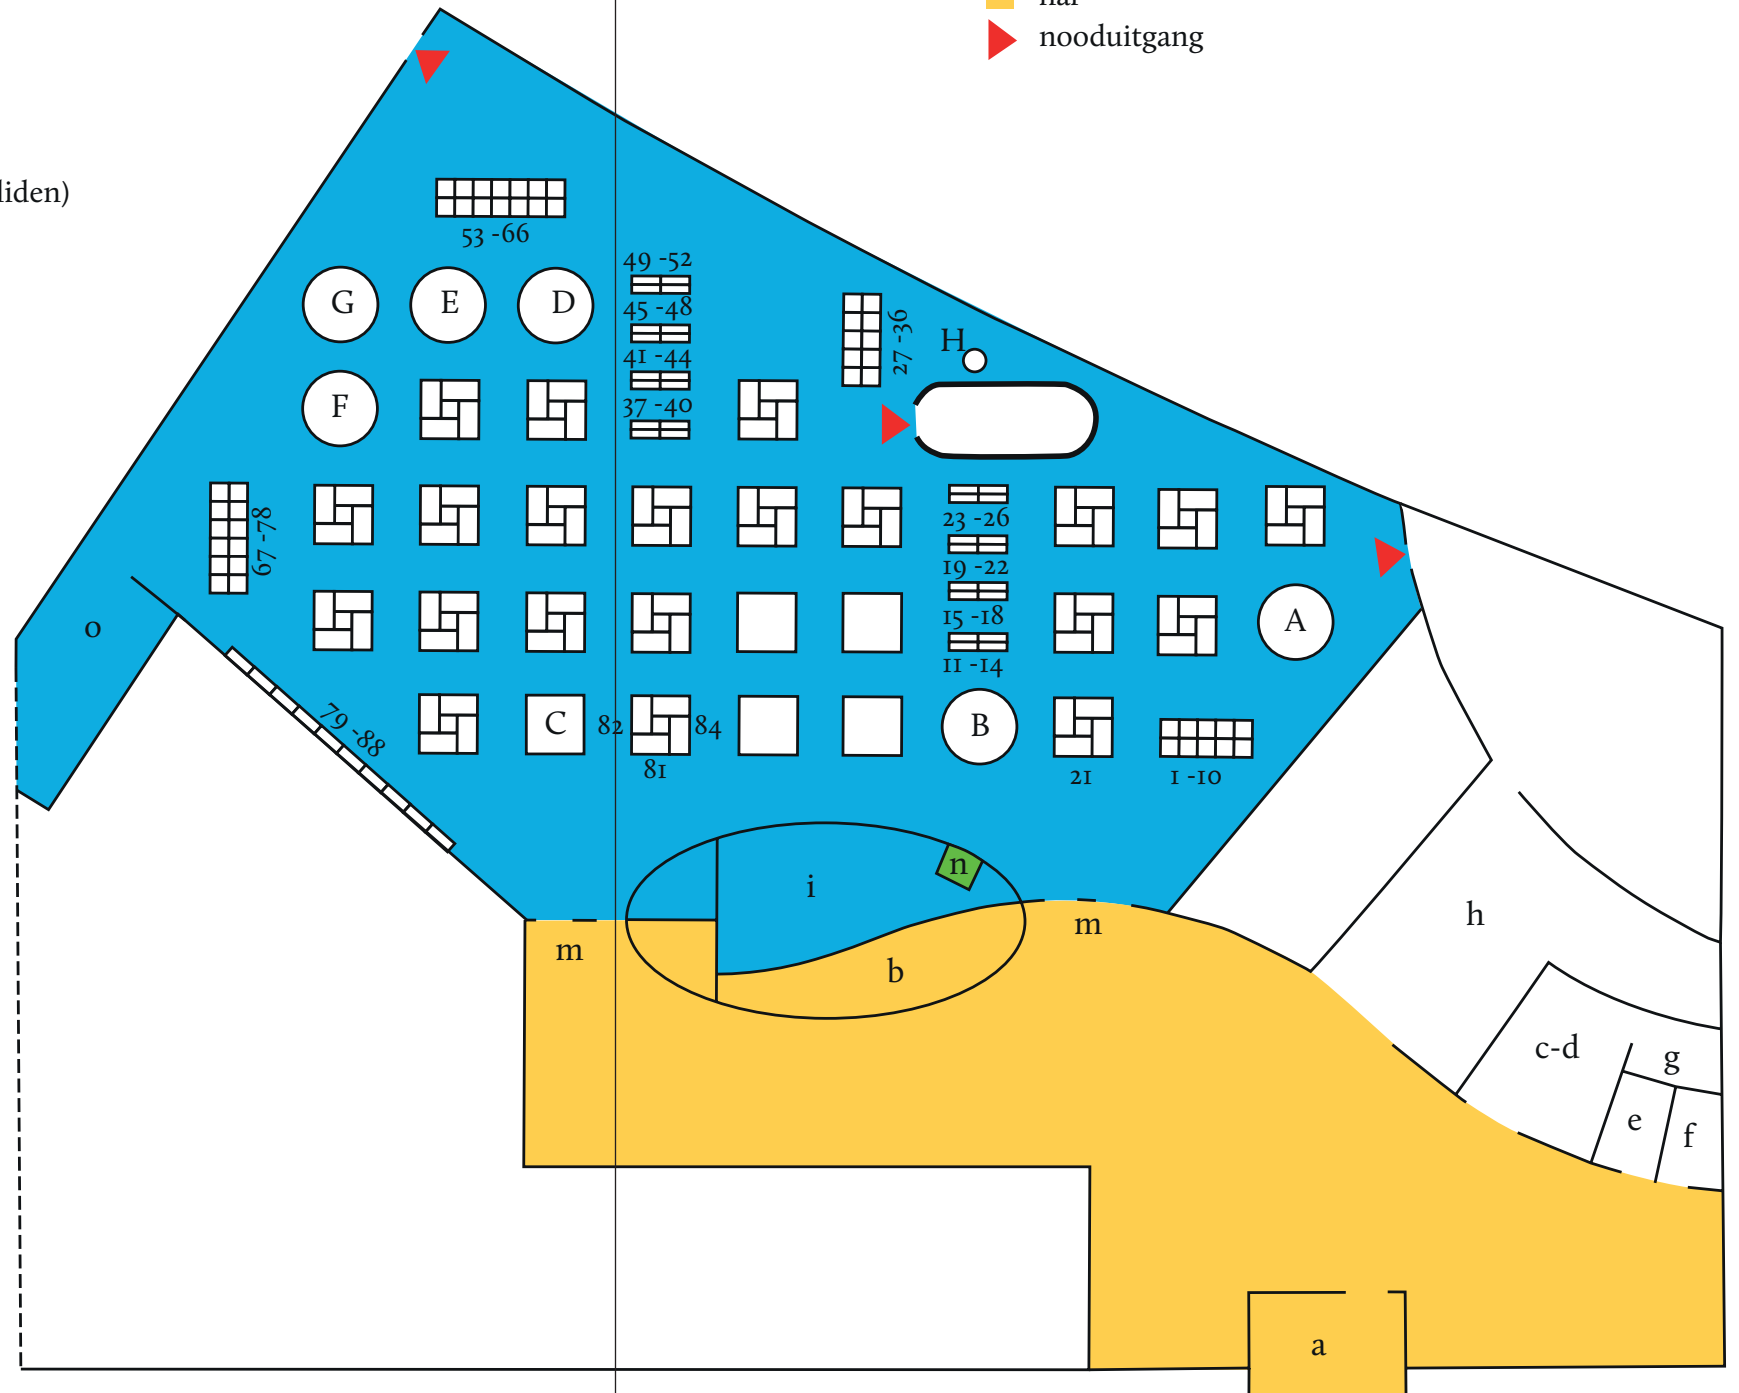 nooduitgang
liden)
53 -66
49 -52
G
E
D
45 -48
27 -36
H
41 -44
F
37 -40
67 -78
23 -26
19 -22
15 -18
A
o
11 -14
79 -88
C
82
84
B
81
21
1 -10
n
i
h
m
m
b
c-d
g
e
f
a